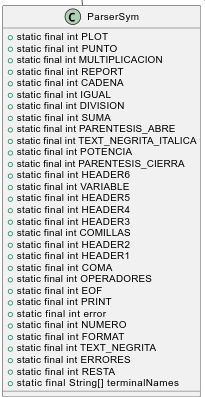 C ParserSym
static final int PLOT
static final int PUNTO
static final int MULTIPLICACION
static final int REPORT
static final int CADENA
static final int IGUAL
static final int DIVISION
static final int SUMA
static final int PARENTESIS_ABRE
static final int TEXT_NEGRITA_ITALICA
static final int POTENCIA
static final int PARENTESIS_CIERRA
static final int HEADER6
static final int VARIABLE
static final int HEADER5
static final int HEADER4
static final int HEADER3
static final int COMILLAS
static final int HEADER2
static final int HEADER1
static final int COMA
static final int OPERADORES
static final int EOF
static final int PRINT
static final int error
static final int NUMERO
static final int FORMAT
static final int TEXT_NEGRITA
static final int ERRORES
static final int RESTA
static final String[] terminalNames